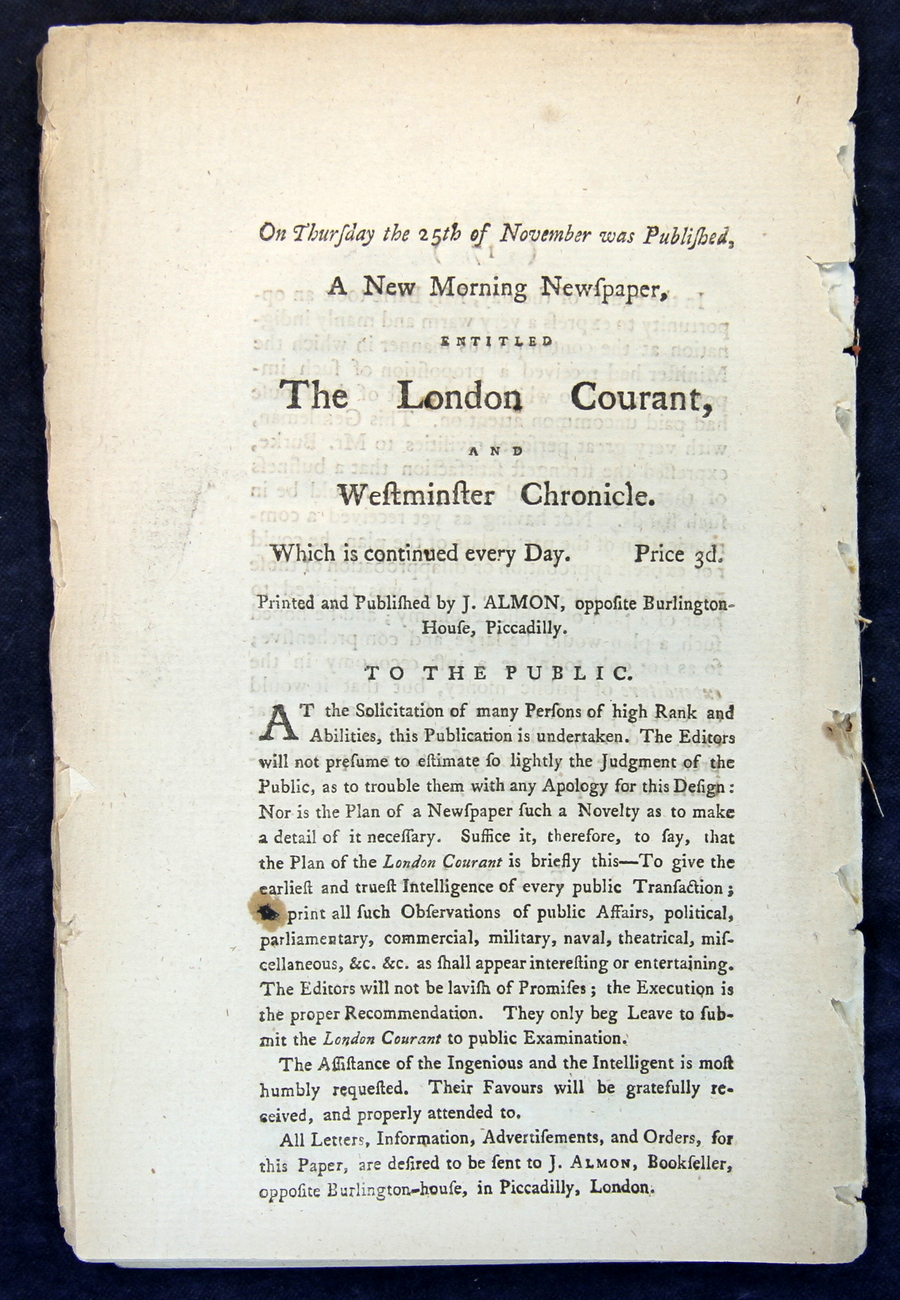 On Thurſday the 25th of November was Publiſhed,
A New Morning Newſpaper,
ENTITLED
The London Courant,
AND
Weſtminſter Chronicle.
Which is continued every Day. Price 3d.
Printed and Publiſhed by J. ALMON, oppoſite Burlington-
Houſe, Piccadilly.
TO THE PUBLIC.
AT the Solicitation of many Perſons of high Rank and
Abilities, this Publication is undertaken. The Editors
will not preſume to eſtimate ſo lightly the Judgment of the
Public, as to trouble them with any Apology for this Deſign:
Nor is the Plan of a Newſpaper ſuch a Novelty as to make
a detail of it neceſſary. Suffice it, therefore, to ſay, that
the Plan of the London Courant is briefly this—To give the
earlieſt and trueſt Intelligence of every public Tranſaction;
print all ſuch Obſervations of public Affairs, political,
parliamentary, commercial, military, naval, theatrical, miſ-
cellaneous, &c. &c. as ſhall appear intereſting or entertaining.
The Editors will not be laviſh of Promiſes; the Execution is
the proper Recommendation. They only beg Leave to ſub-
mit the London Courant to public Examination.
The Aſſiſtance of the Ingenious and the Intelligent is moſt
humbly requeſted. Their Favours will be gratefully re-
ceived, and properly attended to.
All Letters, Information, Advertiſements, and Orders, for
this Paper, are deſired to be ſent to J. ALMON, Bookſeller,
oppoſite Burlington-houſe, in Piccadilly, London.